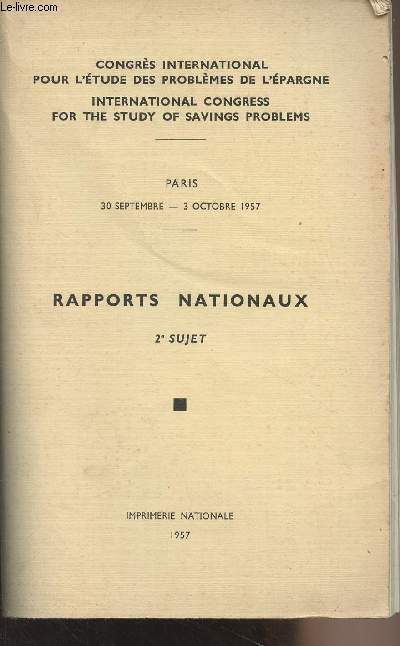 Le-livre.com
CONGRÈS INTERNATIONAL
POUR L'ÉTUDE DES PROBLÈMES DE L'ÉPARGNE
INTERNATIONAL CONGRESS
FOR THE STUDY OF SAVINGS PROBLEMS
PARIS
30 SEPTEMBRE — 3 OCTOBRE 1957
RAPPORTS NATIONAUX
2e SUJET
IMPRIMERIE NATIONALE
1957